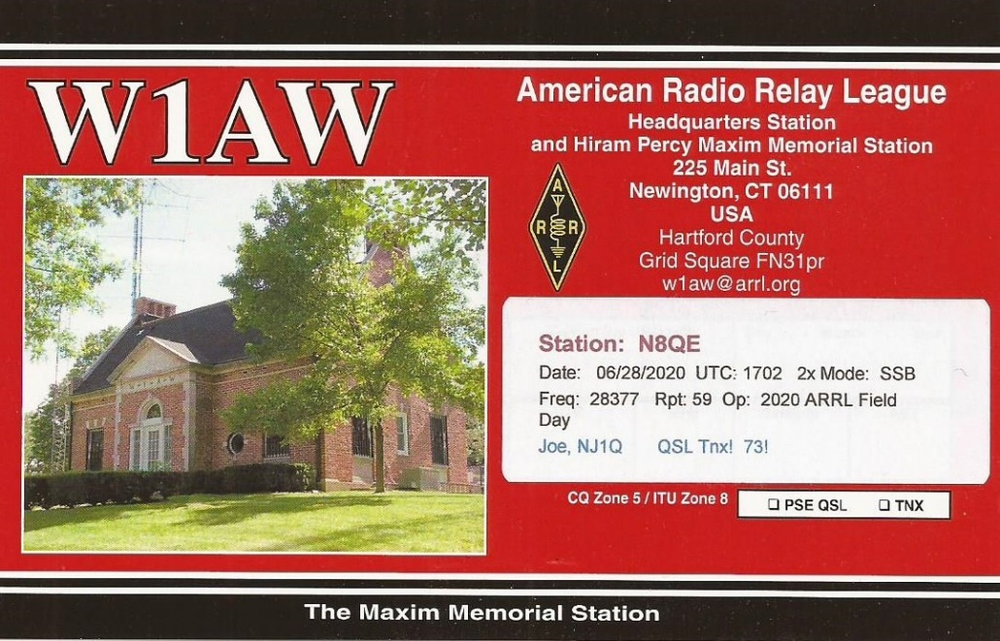 W1AW
American Radio Relay League
Headquarters Station
and Hiram Percy Maxim Memorial Station
225 Main St.
Newington, CT 06111
USA
Hartford County
Grid Square FN31pr
w1aw@arrl.org
A
R R
L
Station: N8QE
Date: 06/28/2020 UTC: 1702 2x Mode: SSB
Freq: 28377 Rpt: 59 Op: 2020 ARRL Field
Day
Joe, NJ1Q QSL Tnx! 73!
CQ Zone 5 / ITU Zone 8
❏ PSE QSL ❏ TNX
The Maxim Memorial Station